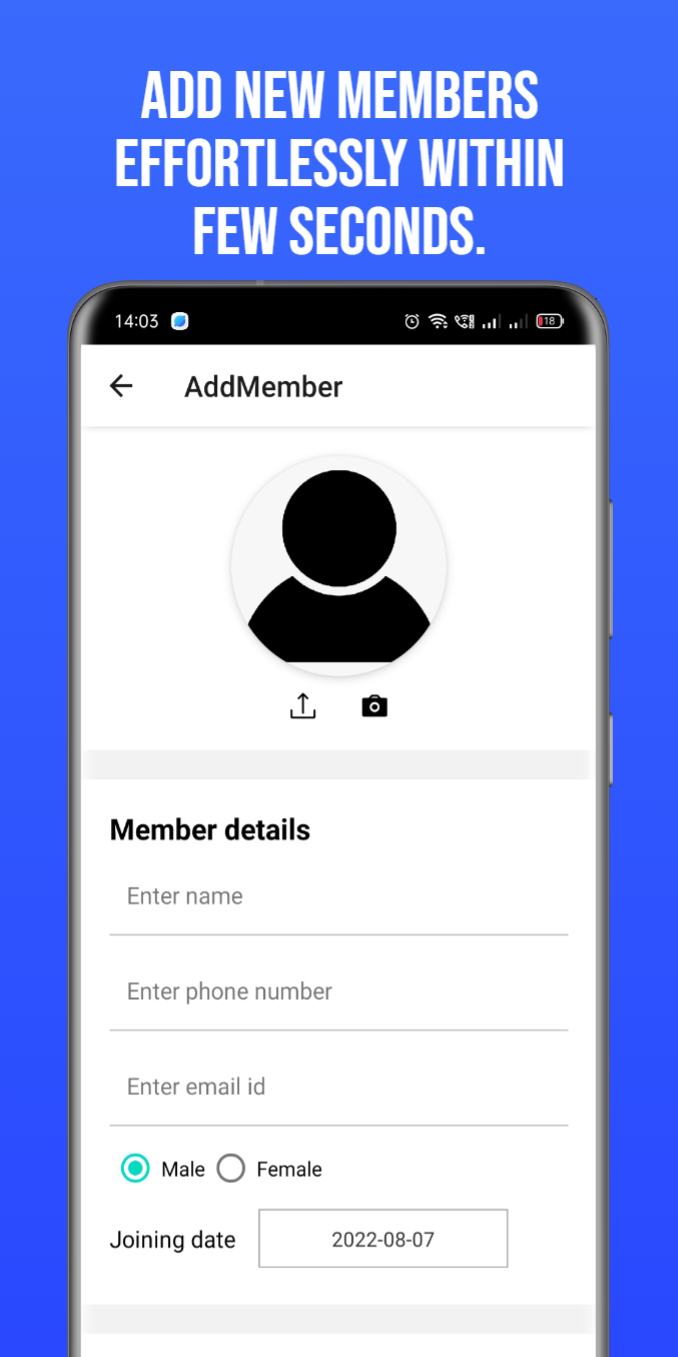 ADD NEW MEMBERS
EFFORTLESSLY WITHIN
FEW SECONDS.
14:03 18
AddMember
Member details
Enter name
Enter phone number
Enter email id
Male Female
Joining date 2022-08-07